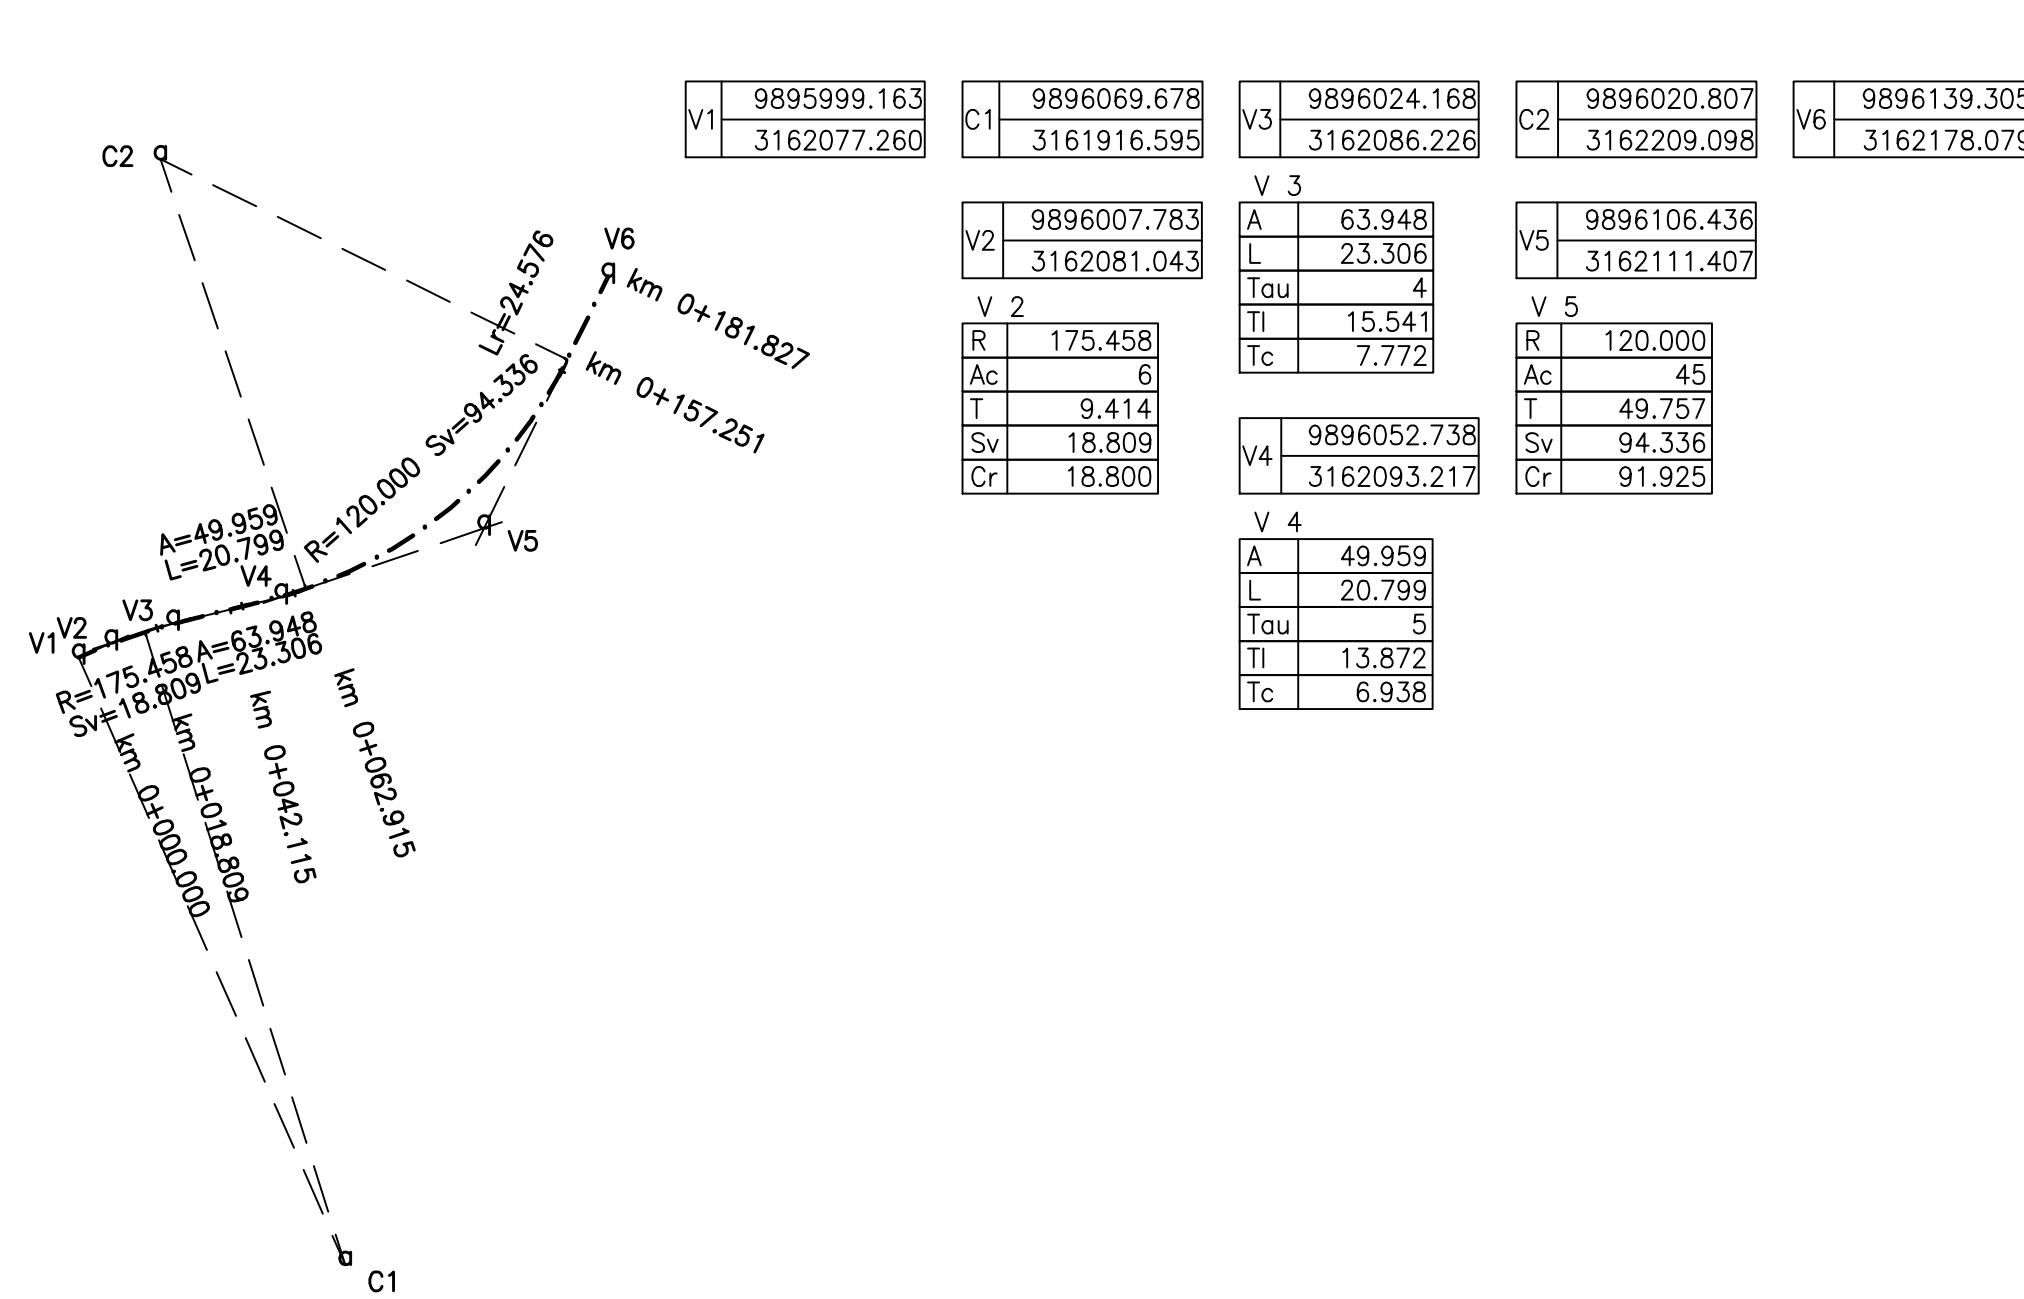 C2
V6
Lr=24.576
km 0+181.827
km 0+157.251
R=120.000 Sv=94.336
V5
A=49.959
L=20.799
V4
V3
V2
V1
A=63.948
L=23.306
R=175.458
Sv=18.809
km 0+000.000
km 0+018.809
km 0+042.115
km 0+062.915
C1
V1
9895999.163
3162077.260
C1
9896069.678
3161916.595
V2
9896007.783
3162081.043
V 2
R 175.458
Ac 6
T 9.414
Sv 18.809
Cr 18.800
V3
9896024.168
3162086.226
V 3
A 63.948
L 23.306
Tau 4
Tl 15.541
Tc 7.772
V4
9896052.738
3162093.217
V 4
A 49.959
L 20.799
Tau 5
Tl 13.872
Tc 6.938
C2
9896020.807
3162209.098
V5
9896106.436
3162111.407
V 5
R 120.000
Ac 45
T 49.757
Sv 94.336
Cr 91.925
V6
9896139.305
3162178.079